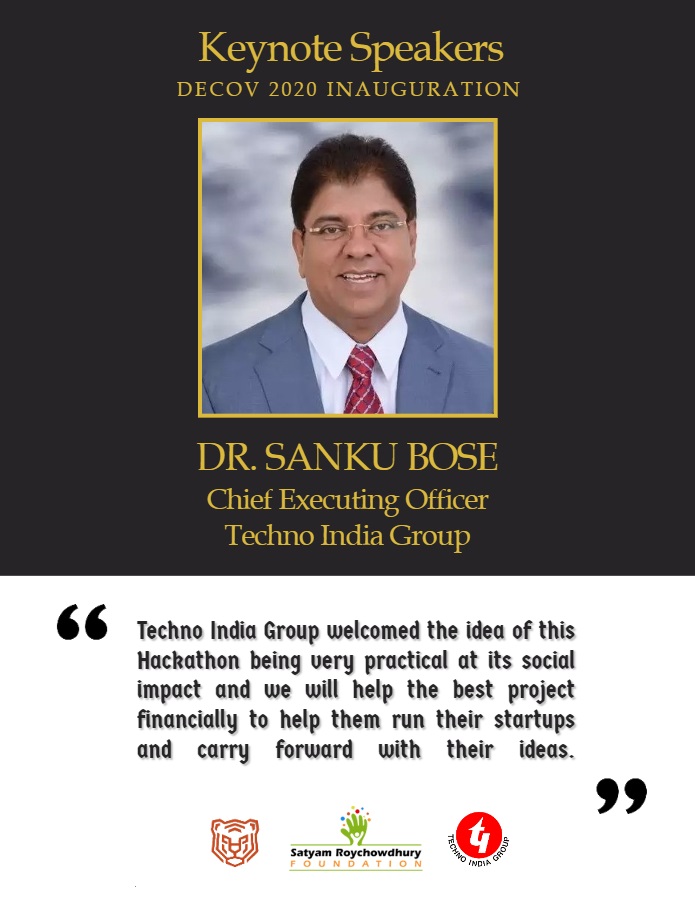 Keynote Speakers
DECOV 2020 INAUGURATION
DR. SANKU BOSE
Chief Executing Officer
Techno India Group
“
Techno India Group welcomed the idea of this
Hackathon being very practical at its social
impact and we will help the best project
financially to help them run their startups
and carry forward with their ideas.
”
Satyam Roychowdhury
FOUNDATION
TECHNO INDIA GROUP